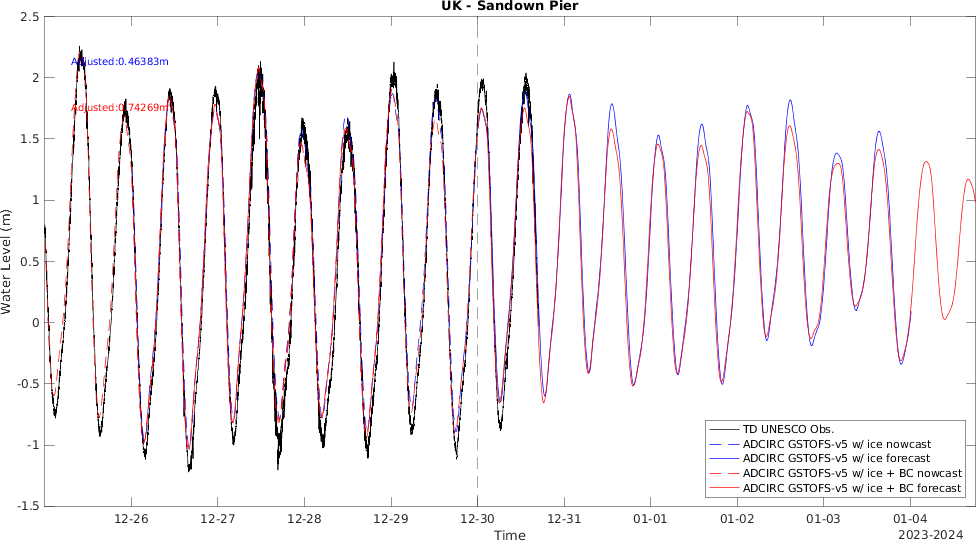 UK - Sandown Pier
2.5
2
1.5
1
0.5
0
-0.5
-1
-1.5
Water Level (m)
Adjusted:0.46383m
Adjusted:0.74269m
TD UNESCO Obs.
ADCIRC GSTOFS-v5 w/ ice nowcast
ADCIRC GSTOFS-v5 w/ ice forecast
ADCIRC GSTOFS-v5 w/ ice + BC nowcast
ADCIRC GSTOFS-v5 w/ ice + BC forecast
12-26 12-27 12-28 12-29 12-30 12-31 01-01 01-02 01-03 01-04
Time
2023-2024